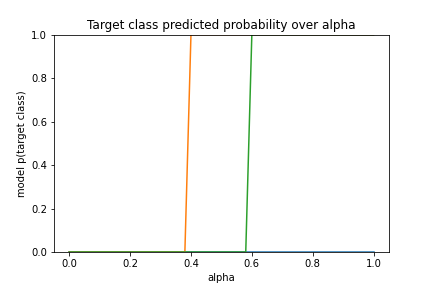 Target class predicted probability over alpha
model p(target class)
1.0
0.8
0.6
0.4
0.2
0.0
0.0 0.2 0.4 0.6 0.8 1.0
alpha